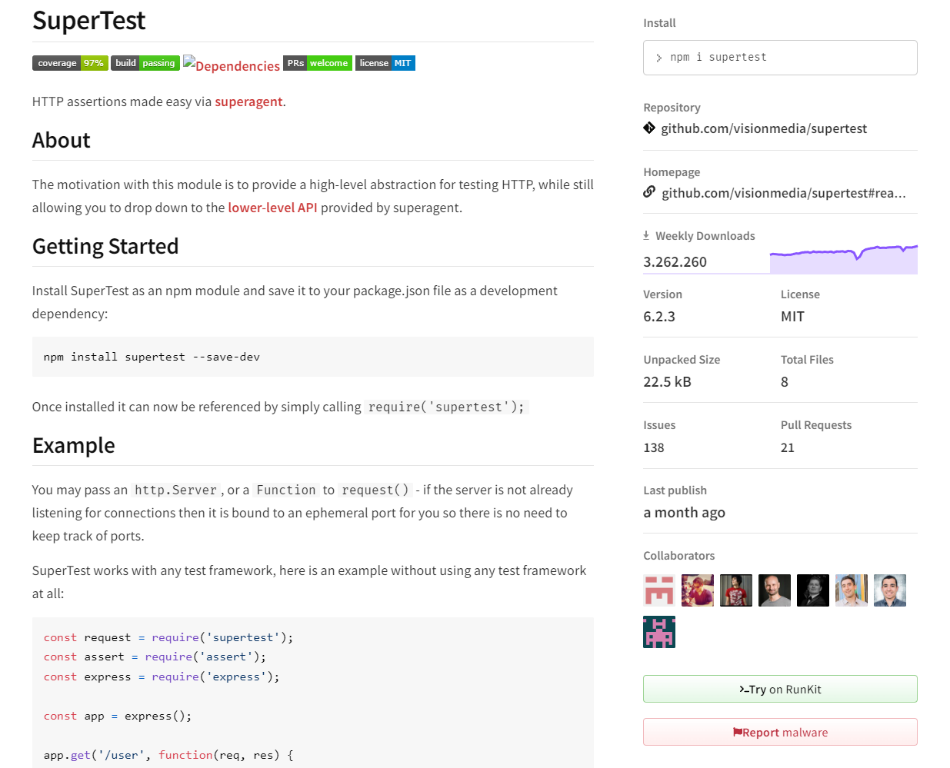 SuperTest
coverage 97% build passing Dependencies PRs welcome license MIT
HTTP assertions made easy via superagent.
About
The motivation with this module is to provide a high-level abstraction for testing HTTP, while still
allowing you to drop down to the lower-level API provided by superagent.
Getting Started
Install SuperTest as an npm module and save it to your package.json file as a development
dependency:
npm install supertest --save-dev
Once installed it can now be referenced by simply calling require('supertest');
Example
You may pass an http.Server, or a Function to request() - if the server is not already
listening for connections then it is bound to an ephemeral port for you so there is no need to
keep track of ports.
SuperTest works with any test framework, here is an example without using any test framework
at all:
const request = require('supertest');
const assert = require('assert');
const express = require('express');
const app = express();
app.get('/user', function(req, res) {
Install
> npm i supertest
Repository
github.com/visionmedia/supertest
Homepage
github.com/visionmedia/supertest#rea...
Weekly Downloads
3.262.260
Version License
6.2.3 MIT
Unpacked Size Total Files
22.5 kB 8
Issues Pull Requests
138 21
Last publish
a month ago
Collaborators
Try on RunKit
Report malware